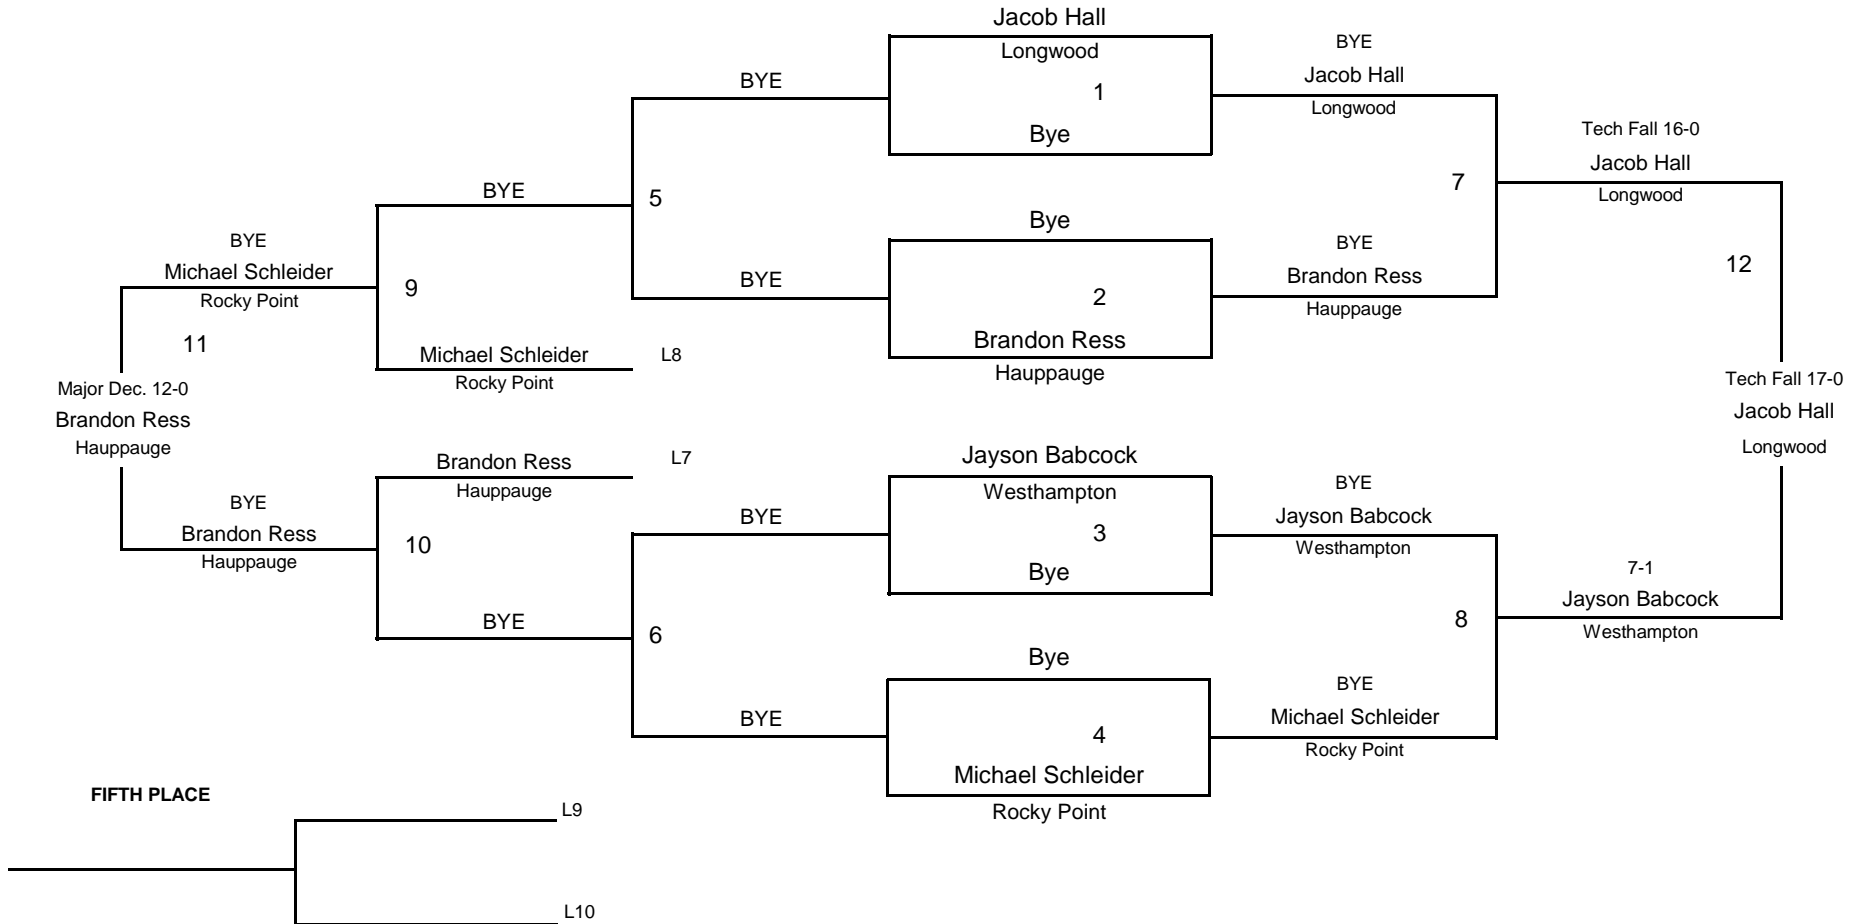 Jacob Hall
Longwood
1
Bye
BYE
Jacob Hall
Longwood
BYE
5
BYE
Bye
2
Brandon Ress
Hauppauge
BYE
Brandon Ress
Hauppauge
7
Tech Fall 16-0
Jacob Hall
Longwood
12
BYE
BYE
Michael Schleider
Rocky Point
9
Michael Schleider
Rocky Point
L8
11
Major Dec. 12-0
Brandon Ress
Hauppauge
Tech Fall 17-0
Jacob Hall
Longwood
Brandon Ress
Hauppauge
L7
BYE
Brandon Ress
Hauppauge
10
BYE
BYE
6
BYE
Jayson Babcock
Westhampton
3
Bye
BYE
Jayson Babcock
Westhampton
Bye
4
Michael Schleider
Rocky Point
BYE
Michael Schleider
Rocky Point
8
7-1
Jayson Babcock
Westhampton
FIFTH PLACE
L9
L10